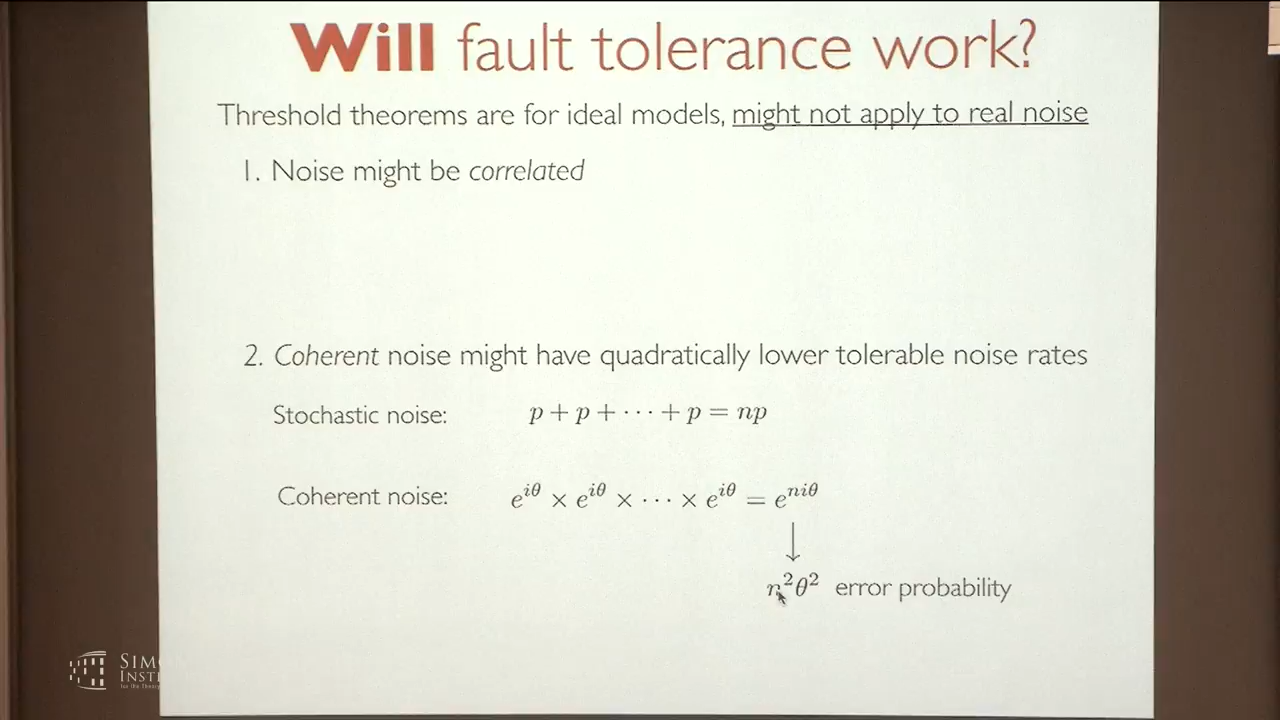 Will fault tolerance work?
Threshold theorems are for ideal models, might not apply to real noise
1. Noise might be correlated
2. Coherent noise might have quadratically lower tolerable noise rates
Stochastic noise: p + p + ⋯ + p = np
Coherent noise: e^{iθ} × e^{iθ} × ⋯ × e^{iθ} = e^{niθ}
↓
n²θ² error probability